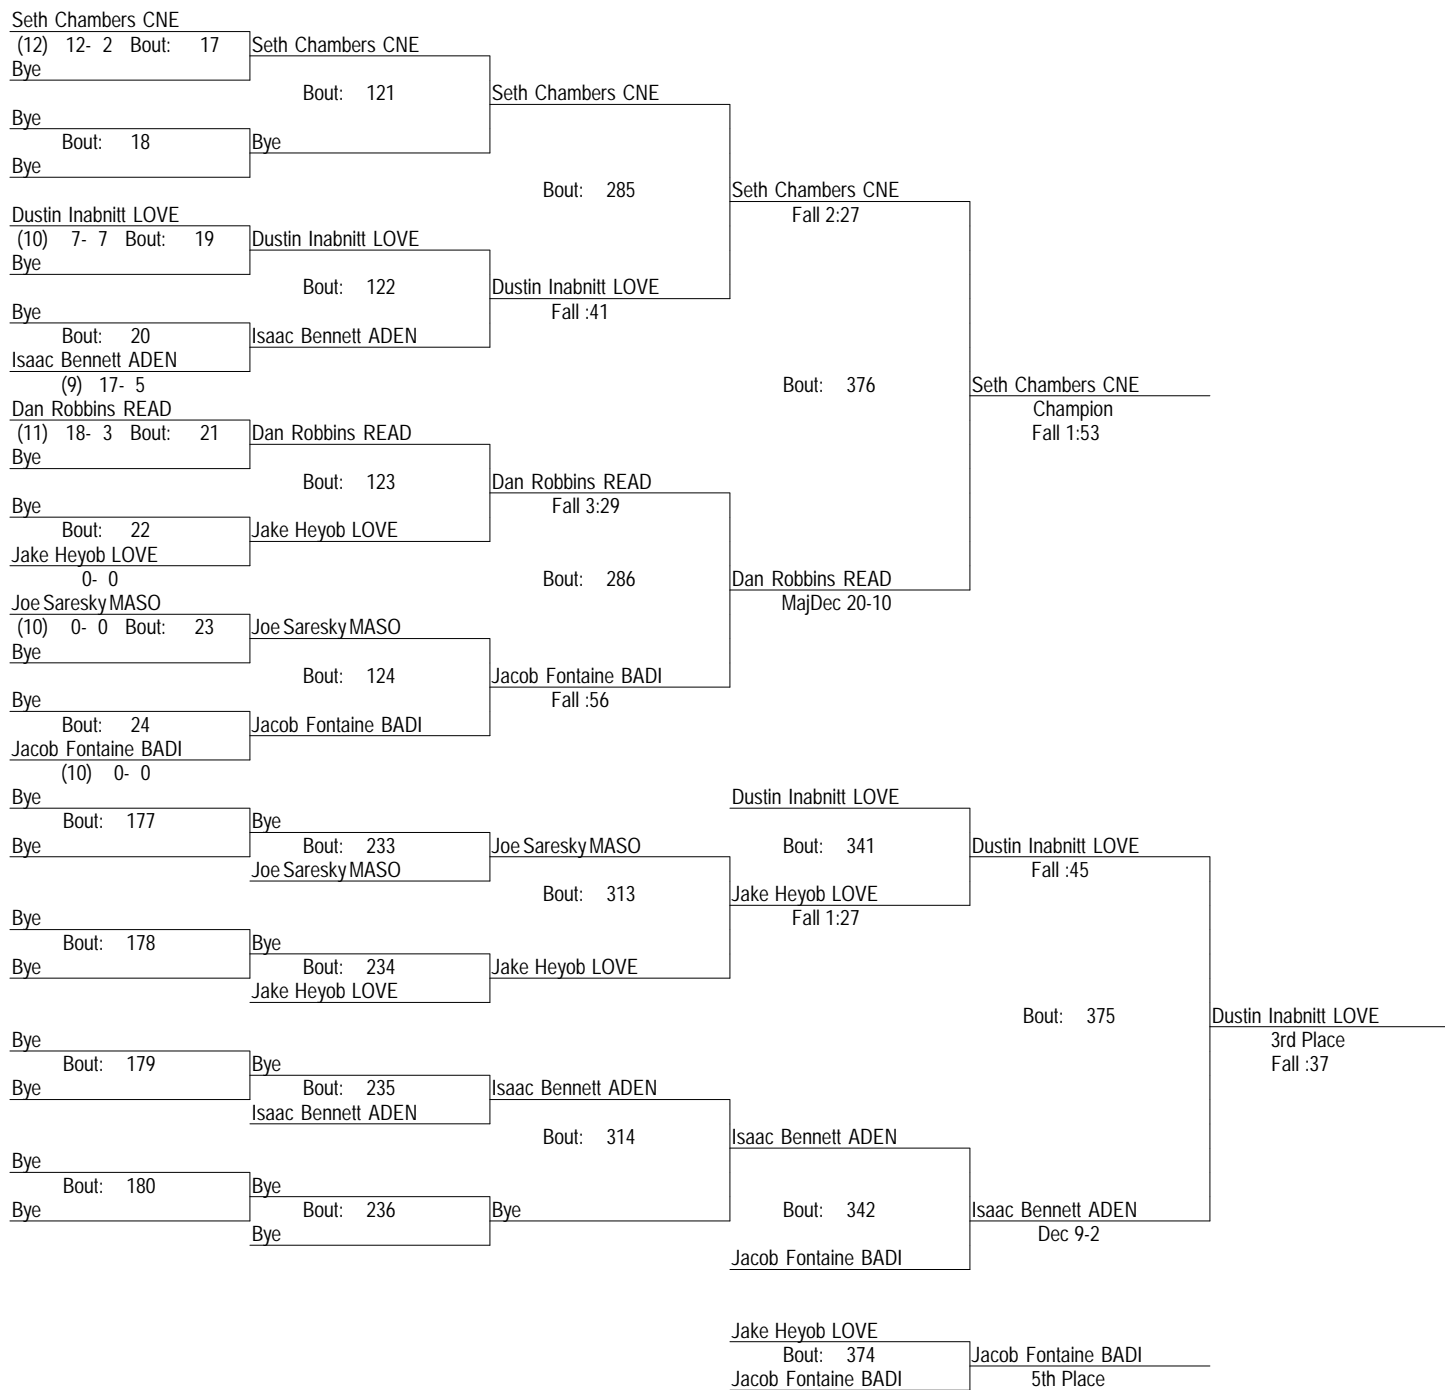 Seth Chambers CNE
(12) 12- 2 Bout: 17 Seth Chambers CNE
Bye
Bout: 121 Seth Chambers CNE
Bye
Bout: 18 Bye
Bye
Bout: 285 Seth Chambers CNE
Fall 2:27
Dustin Inabnitt LOVE
(10) 7- 7 Bout: 19 Dustin Inabnitt LOVE
Bye
Bout: 122 Dustin Inabnitt LOVE
Fall :41
Bye
Bout: 20 Isaac Bennett ADEN
Isaac Bennett ADEN
(9) 17- 5
Bout: 376 Seth Chambers CNE
Champion
Fall 1:53
Dan Robbins READ
(11) 18- 3 Bout: 21 Dan Robbins READ
Bye
Bout: 123 Dan Robbins READ
Fall 3:29
Bye
Bout: 22 Jake Heyob LOVE
Jake Heyob LOVE
0- 0
Bout: 286 Dan Robbins READ
MajDec 20-10
Joe Saresky MASO
(10) 0- 0 Bout: 23 Joe Saresky MASO
Bye
Bout: 124 Jacob Fontaine BADI
Fall :56
Bye
Bout: 24 Jacob Fontaine BADI
Jacob Fontaine BADI
(10) 0- 0
Bye Dustin Inabnitt LOVE
Bout: 177 Bye
Bye Bout: 233 Joe Saresky MASO Bout: 341 Dustin Inabnitt LOVE
Joe Saresky MASO Fall :45
Bout: 313 Jake Heyob LOVE
Fall 1:27
Bye
Bout: 178 Bye
Bye Bout: 234 Jake Heyob LOVE
Jake Heyob LOVE
Bout: 375 Dustin Inabnitt LOVE
3rd Place
Fall :37
Bye
Bout: 179 Bye
Bye Bout: 235 Isaac Bennett ADEN
Isaac Bennett ADEN
Bout: 314 Isaac Bennett ADEN
Bye
Bout: 180 Bye
Bye Bout: 236 Bye Bout: 342 Isaac Bennett ADEN
Bye Dec 9-2
Jacob Fontaine BADI
Jake Heyob LOVE
Bout: 374 Jacob Fontaine BADI
Jacob Fontaine BADI 5th Place